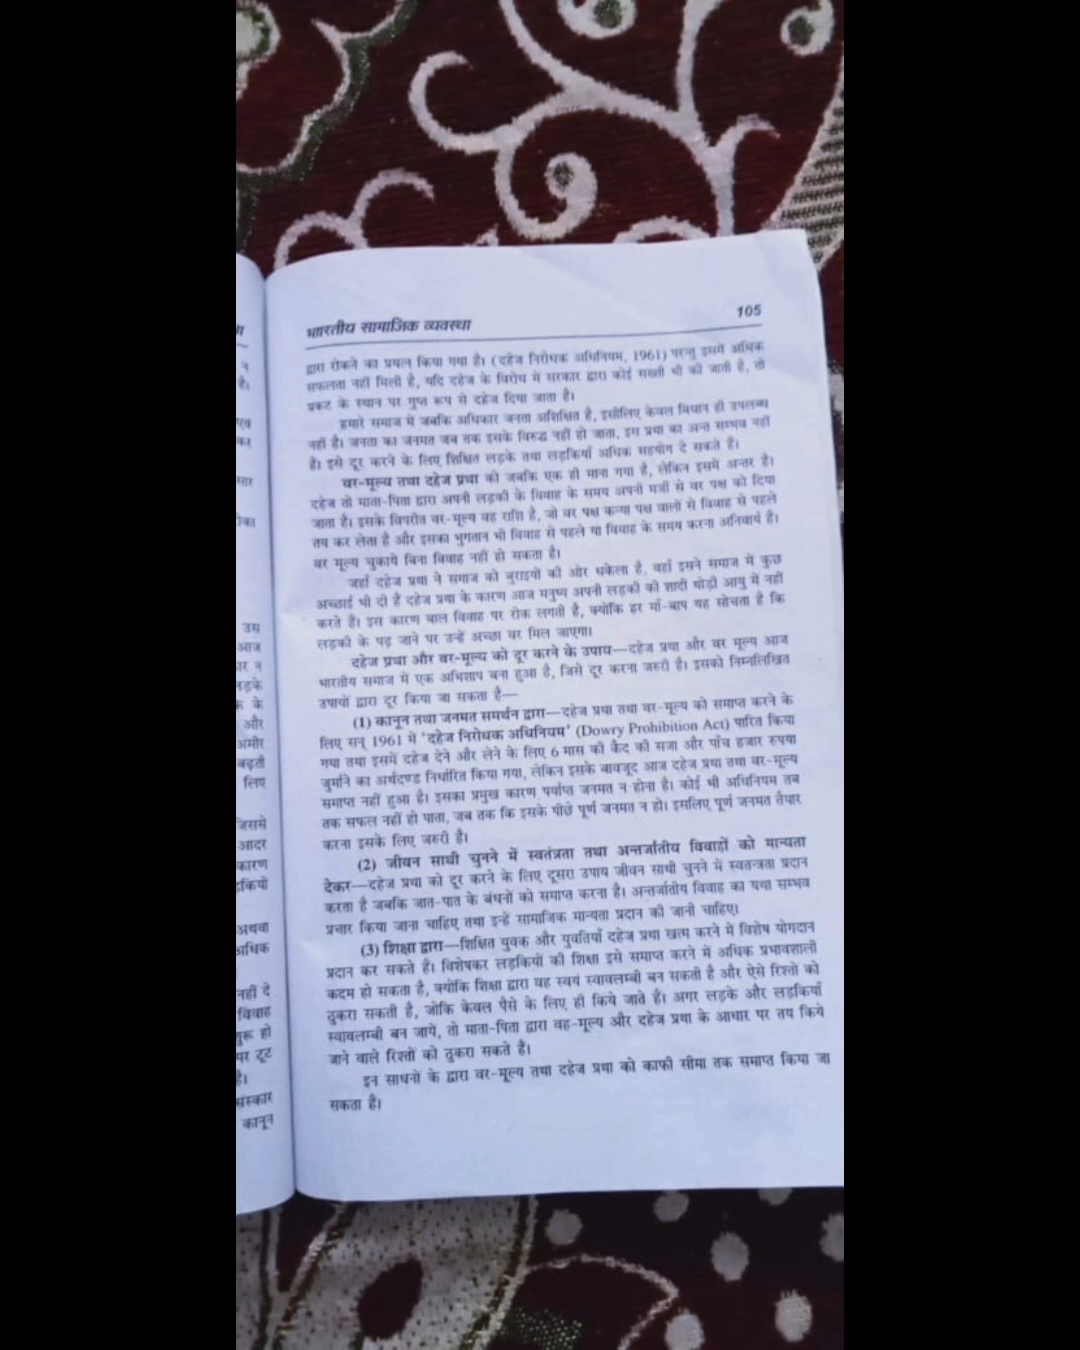 भारतीय सामाजिक व्यवस्था
105
द्वारा रोकने का प्रयत्न किया गया है। (दहेज निरोधक अधिनियम, 1961) परन्तु इसमें अधिक
सफलता नहीं मिली है, यदि दहेज के विरोध में सरकार द्वारा कोई सख्ती भी की जाती है, तो
प्रकट के स्थान पर गुप्त रूप से दहेज दिया जाता है।
हमारे समाज में जबकि अधिकार जनता अशिक्षित है, इसीलिए केवल विधान ही उपलब्ध
नहीं है। जनता का जनमत जब तक इसके विरुद्ध नहीं हो जाता, इस प्रथा का अन्त सम्भव नहीं
है। इसे दूर करने के लिए शिक्षित लड़के तथा लड़कियाँ अधिक सहयोग दे सकते हैं।
वर-मूल्य तथा दहेज प्रथा को जबकि एक ही माना गया है, लेकिन इसमें अन्तर है।
दहेज तो माता-पिता द्वारा अपनी लड़की के विवाह के समय अपनी मर्जी से वर पक्ष को दिया
जाता है। इसके विपरीत वर-मूल्य वह राशि है, जो वर पक्ष कन्या पक्ष वालों से विवाह से पहले
तय कर लेता है और इसका भुगतान भी विवाह से पहले या विवाह के समय करना अनिवार्य है।
वर मूल्य चुकाये बिना विवाह नहीं हो सकता है।
जहाँ दहेज प्रथा ने समाज को बुराइयों की ओर धकेला है, वहाँ इसने समाज में कुछ
अच्छाई भी दी है दहेज प्रथा के कारण आज मनुष्य अपनी लड़की की शादी थोड़ी आयु में नहीं
करते हैं। इस कारण बाल विवाह पर रोक लगती है, क्योंकि हर माँ-बाप यह सोचता है कि
लड़की के पढ़ जाने पर उन्हें अच्छा वर मिल जाएगा।
दहेज प्रथा और वर-मूल्य को दूर करने के उपाय—दहेज प्रथा और वर मूल्य आज
भारतीय समाज में एक अभिशाप बना हुआ है, जिसे दूर करना जरुरी है। इसको निम्नलिखित
उपायों द्वारा दूर किया जा सकता है—
(1) कानून तथा जनमत समर्थन द्वारा—दहेज प्रथा तथा वर-मूल्य को समाप्त करने के
लिए सन् 1961 में 'दहेज निरोधक अधिनियम' (Dowry Prohibition Act) पारित किया
गया तथा इसमें दहेज देने और लेने के लिए 6 मास की कैद की सजा और पाँच हजार रुपया
जुर्माने का अर्थदण्ड निर्धारित किया गया, लेकिन इसके बावजूद आज दहेज प्रथा तथा वर-मूल्य
समाप्त नहीं हुआ है। इसका प्रमुख कारण पर्याप्त जनमत न होना है। कोई भी अधिनियम तब
तक सफल नहीं हो पाता, जब तक कि इसके पीछे पूर्ण जनमत न हो। इसलिए पूर्ण जनमत तैयार
करना इसके लिए जरुरी है।
(2) जीवन साथी चुनने में स्वतंत्रता तथा अन्तर्जातीय विवाहों को मान्यता
देकर—दहेज प्रथा को दूर करने के लिए दूसरा उपाय जीवन साथी चुनने में स्वतन्त्रता प्रदान
करता है जबकि जात-पात के बंधनों को समाप्त करना है। अन्तर्जातीय विवाह का यथा सम्भव
प्रचार किया जाना चाहिए तथा इन्हें सामाजिक मान्यता प्रदान की जानी चाहिए।
(3) शिक्षा द्वारा—शिक्षित युवक और युवतियाँ दहेज प्रथा खत्म करने में विशेष योगदान
प्रदान कर सकते हैं। विशेषकर लड़कियों की शिक्षा इसे समाप्त करने में अधिक प्रभावशाली
कदम हो सकता है, क्योंकि शिक्षा द्वारा वह स्वयं स्वावलम्बी बन सकती है और ऐसे रिश्तों को
ठुकरा सकती है, जोकि केवल पैसे के लिए ही किये जाते हैं। अगर लड़के और लड़कियाँ
स्वावलम्बी बन जायें, तो माता-पिता द्वारा वह-मूल्य और दहेज प्रथा के आधार पर तय किये
जाने वाले रिश्तों को ठुकरा सकते हैं।
इन साधनों के द्वारा वर-मूल्य तथा दहेज प्रथा को काफी सीमा तक समाप्त किया जा
सकता है।